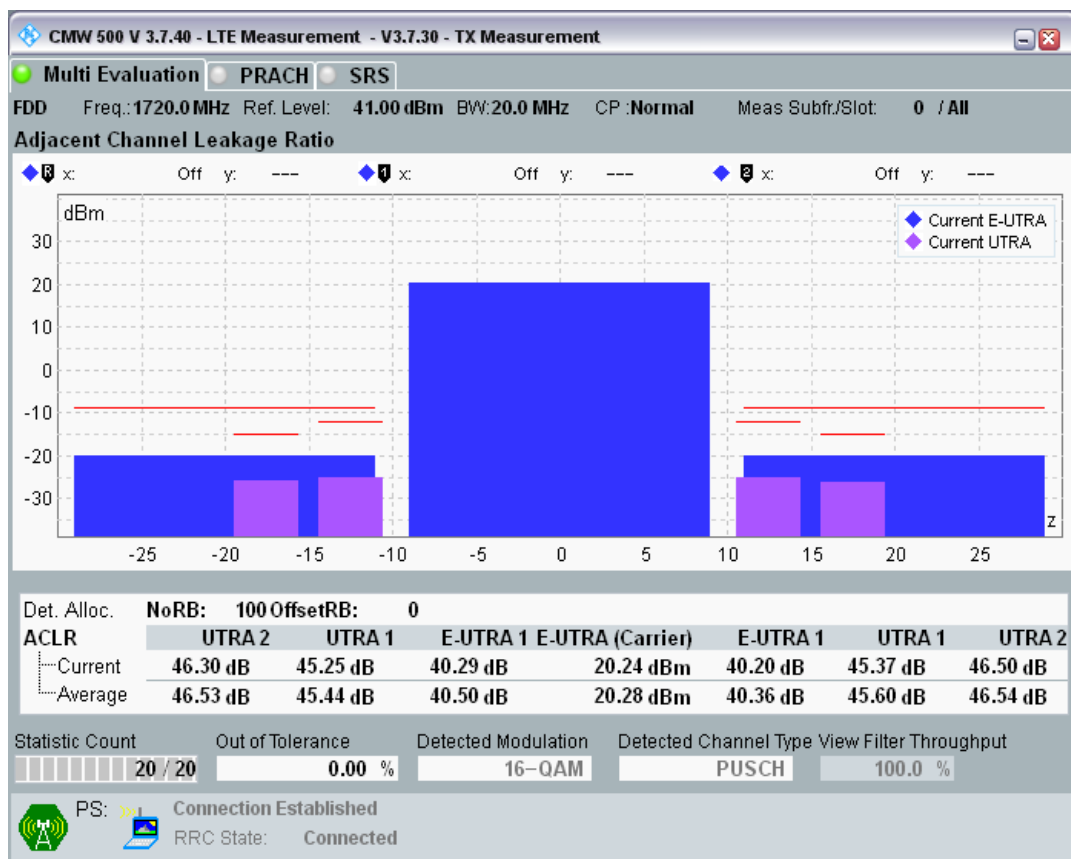 CMW 500 V 3.7.40 - LTE Measurement - V3.7.30 - TX Measurement
Multi Evaluation PRACH SRS
FDD Freq.: 1720.0 MHz Ref. Level: 41.00 dBm BW: 20.0 MHz CP : Normal Meas Subfr./Slot: 0 / All
Adjacent Channel Leakage Ratio
R x: Off y: --- 1 x: Off y: --- 2 x: Off y: ---
dBm
Current E-UTRA
Current UTRA
30
20
10
0
-10
-20
-30
z
-25 -20 -15 -10 -5 0 5 10 15 20 25
Det. Alloc. NoRB: 100 OffsetRB: 0
ACLR UTRA 2 UTRA 1 E-UTRA 1 E-UTRA (Carrier) E-UTRA 1 UTRA 1 UTRA 2
Current 46.30 dB 45.25 dB 40.29 dB 20.24 dBm 40.20 dB 45.37 dB 46.50 dB
Average 46.53 dB 45.44 dB 40.50 dB 20.28 dBm 40.36 dB 45.60 dB 46.54 dB
Statistic Count Out of Tolerance Detected Modulation Detected Channel Type View Filter Throughput
20 / 20 0.00 % 16-QAM PUSCH 100.0 %
PS: Connection Established
RRC State: Connected